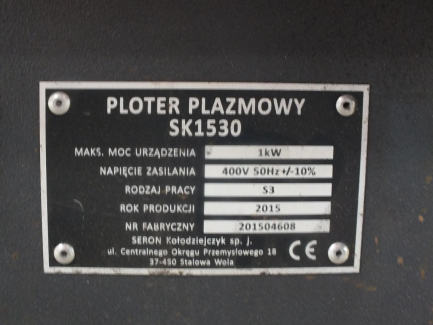 PLOTER PLAZMOWY
SK1530
MAKS. MOC URZĄDZENIA 1kW
NAPIĘCIE ZASILANIA 400V 50Hz +/-10%
RODZAJ PRACY S3
ROK PRODUKCJI 2015
NR FABRYCZNY 201504608
SERON Kołodziejczyk sp. j.
ul. Centralnego Okręgu Przemysłowego 18
37-450 Stalowa Wola
CE